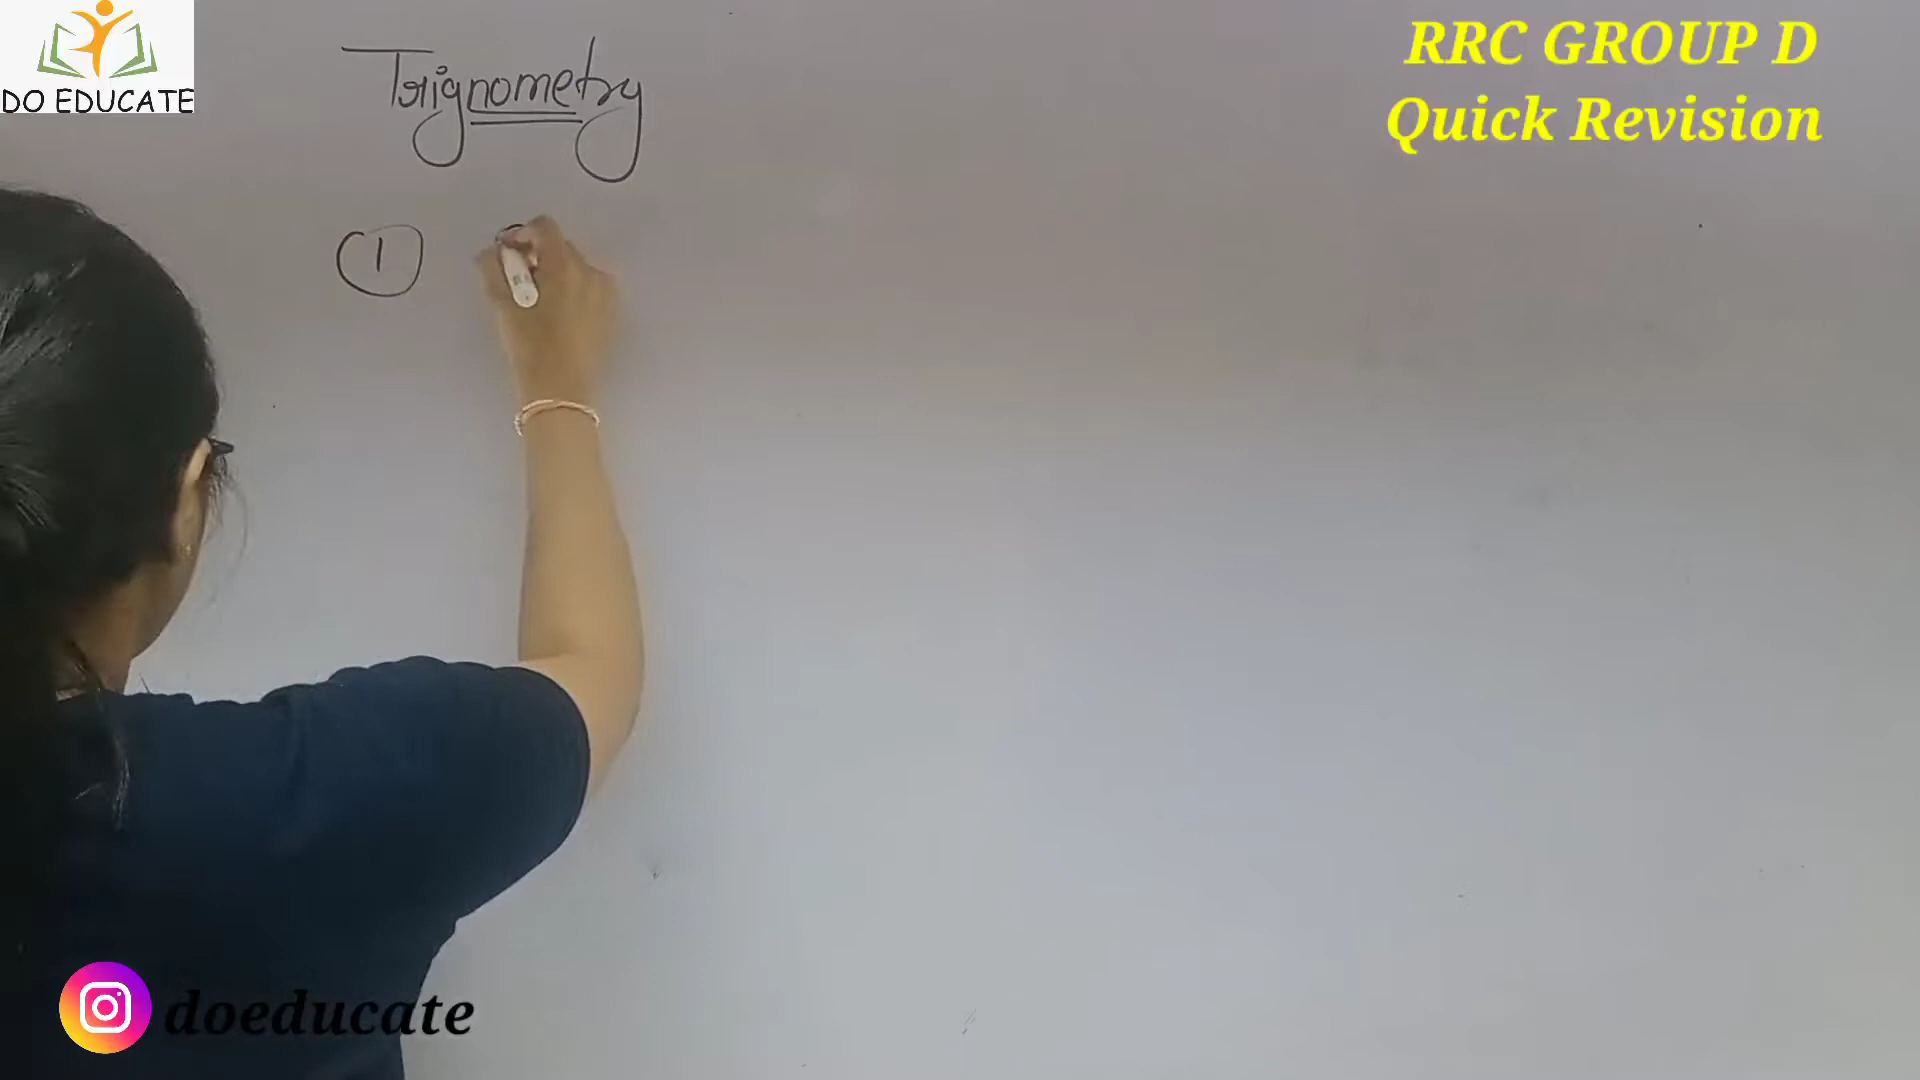 DO EDUCATE
Trignometry
RRC GROUP D
Quick Revision
1
doeducate